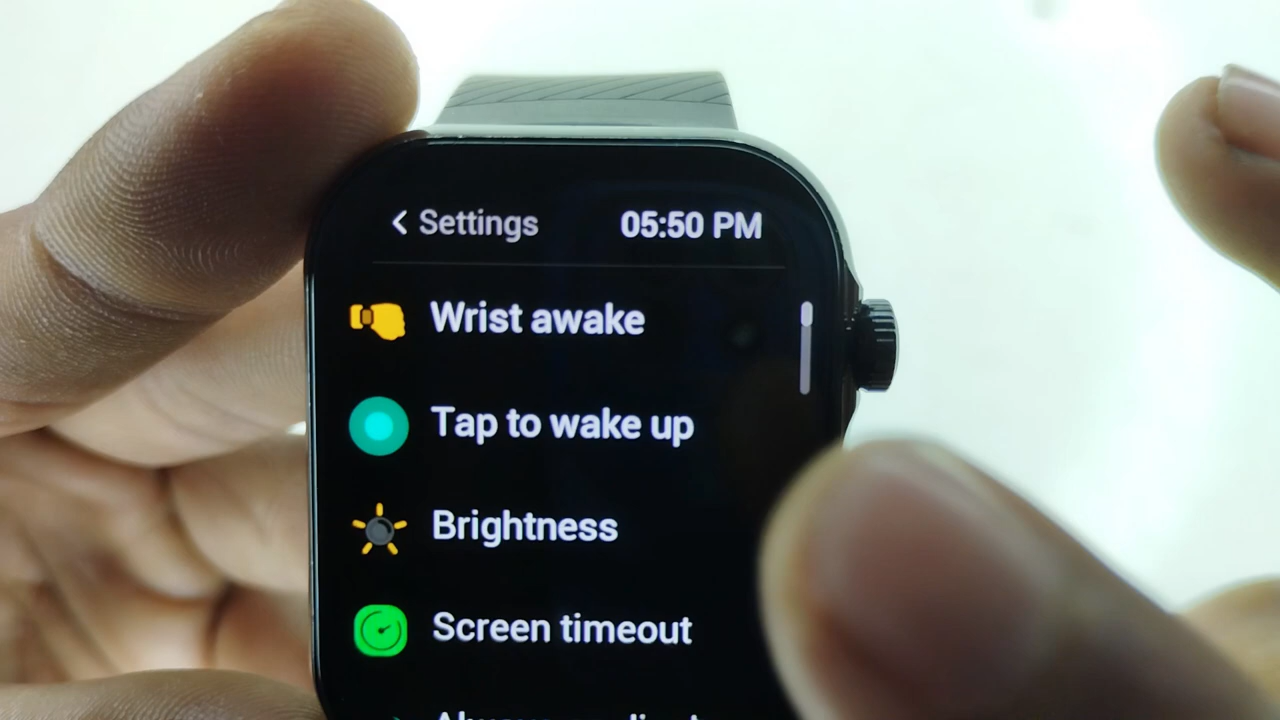 Settings 05:50 PM
Wrist awake
Tap to wake up
Brightness
Screen timeout